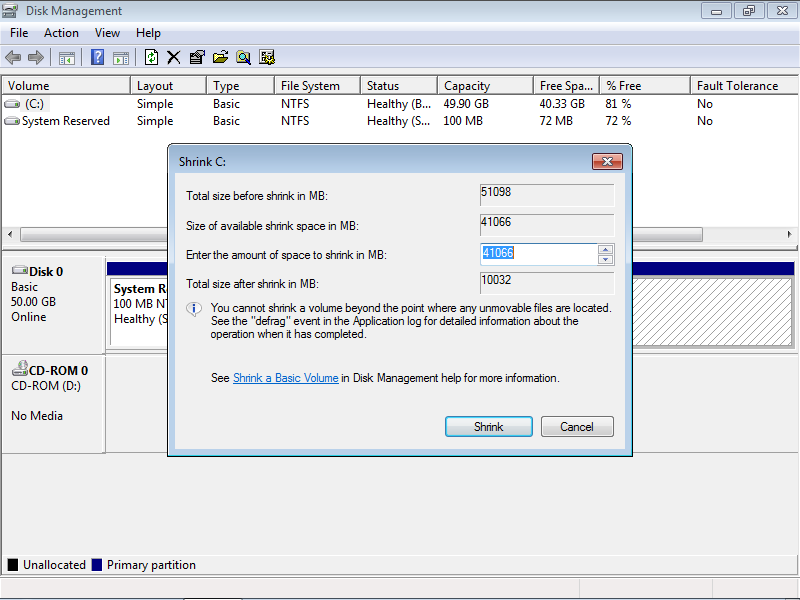 Disk Management
File Action View Help
Volume Layout Type File System Status Capacity Free Spa... % Free Fault Tolerance
(C:) Simple Basic NTFS Healthy (B... 49.90 GB 40.33 GB 81 % No
System Reserved Simple Basic NTFS Healthy (S... 100 MB 72 MB 72 % No
Shrink C:
Total size before shrink in MB: 51098
Size of available shrink space in MB: 41066
Enter the amount of space to shrink in MB: 41066
Total size after shrink in MB: 10032
You cannot shrink a volume beyond the point where any unmovable files are located.
See the "defrag" event in the Application log for detailed information about the
operation when it has completed.
See Shrink a Basic Volume in Disk Management help for more information.
Shrink Cancel
Disk 0
Basic
50.00 GB
Online
System R
100 MB NT
Healthy (S
CD-ROM 0
CD-ROM (D:)
No Media
Unallocated Primary partition